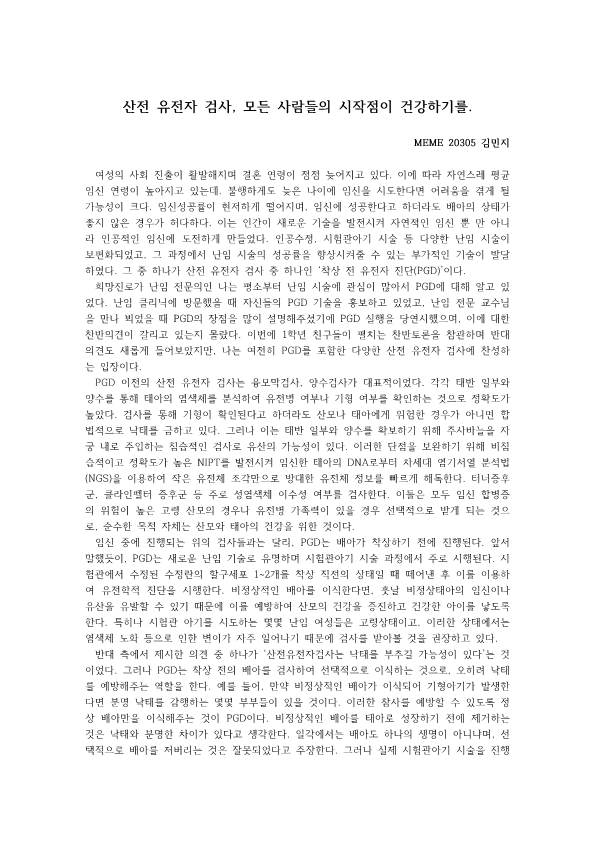 산전 유전자 검사, 모든 사람들의 시작점이 건강하기를.
MEME 20305 김민지
여성의 사회 진출이 활발해지며 결혼 연령이 점점 늦어지고 있다. 이에 따라 자연스레 평균
임신 연령이 높아지고 있는데. 불행하게도 늦은 나이에 임신을 시도한다면 어려움을 겪게 될
가능성이 크다. 임신성공률이 현저하게 떨어지며, 임신에 성공한다고 하더라도 배아의 상태가
좋지 않은 경우가 허다하다. 이는 인간이 새로운 기술을 발전시켜 자연적인 임신 뿐 만 아니
라 인공적인 임신에 도전하게 만들었다. 인공수정, 시험관아기 시술 등 다양한 난임 시술이
보편화되었고, 그 과정에서 난임 시술의 성공률을 향상시켜줄 수 있는 부가적인 기술이 발달
하였다. 그 중 하나가 산전 유전자 검사 중 하나인 '착상 전 유전자 진단(PGD)'이다.
희망진로가 난임 전문의인 나는 평소부터 난임 시술에 관심이 많아서 PGD에 대해 알고 있
었다. 난임 클리닉에 방문했을 때 자신들의 PGD 기술을 홍보하고 있었고, 난임 전문 교수님
을 만나 뵈었을 때 PGD의 장점을 많이 설명해주셨기에 PGD 실행을 당연시했으며, 이에 대한
찬반의견이 갈리고 있는지 몰랐다. 이번에 1학년 친구들이 펼치는 찬반토론을 참관하며 반대
의견도 새롭게 들어보았지만, 나는 여전히 PGD를 포함한 다양한 산전 유전자 검사에 찬성하
는 입장이다.
PGD 이전의 산전 유전자 검사는 융모막검사, 양수검사가 대표적이었다. 각각 태반 일부와
양수를 통해 태아의 염색체를 분석하여 유전병 여부나 기형 여부를 확인하는 것으로 정확도가
높았다. 검사를 통해 기형이 확인된다고 하더라도 산모나 태아에게 위험한 경우가 아니면 합
법적으로 낙태를 금하고 있다. 그러나 이는 태반 일부와 양수를 확보하기 위해 주사바늘을 자
궁 내로 주입하는 침습적인 검사로 유산의 가능성이 있다. 이러한 단점을 보완하기 위해 비침
습적이고 정확도가 높은 NIPT를 발전시켜 임신한 태아의 DNA로부터 차세대 염기서열 분석법
(NGS)을 이용하여 작은 유전체 조각만으로 방대한 유전체 정보를 빠르게 해독한다. 터너증후
군, 클라인펠터 증후군 등 주로 성염색체 이수성 여부를 검사한다. 이들은 모두 임신 합병증
의 위험이 높은 고령 산모의 경우나 유전병 가족력이 있을 경우 선택적으로 받게 되는 것으
로, 순수한 목적 자체는 산모와 태아의 건강을 위한 것이다.
임신 중에 진행되는 위의 검사들과는 달리, PGD는 배아가 착상하기 전에 진행된다. 앞서
말했듯이, PGD는 새로운 난임 기술로 유명하며 시험관아기 시술 과정에서 주로 시행된다. 시
험관에서 수정된 수정란의 할구세포 1~2개를 착상 직전의 상태일 때 떼어낸 후 이를 이용하
여 유전학적 진단을 시행한다. 비정상적인 배아를 이식한다면, 훗날 비정상태아의 임신이나
유산을 유발할 수 있기 때문에 이를 예방하여 산모의 건강을 증진하고 건강한 아이를 낳도록
한다. 특히나 시험관 아기를 시도하는 몇몇 난임 여성들은 고령상태이고, 이러한 상태에서는
염색체 노화 등으로 인한 변이가 자주 일어나기 때문에 검사를 받아볼 것을 권장하고 있다.
반대 측에서 제시한 의견 중 하나가 '산전유전자검사는 낙태를 부추길 가능성이 있다'는 것
이었다. 그러나 PGD는 착상 전의 배아를 검사하여 선택적으로 이식하는 것으로, 오히려 낙태
를 예방해주는 역할을 한다. 예를 들어, 만약 비정상적인 배아가 이식되어 기형아기가 발생한
다면 분명 낙태를 감행하는 몇몇 부부들이 있을 것이다. 이러한 참사를 예방할 수 있도록 정
상 배아만을 이식해주는 것이 PGD이다. 비정상적인 배아를 태아로 성장하기 전에 제거하는
것은 낙태와 분명한 차이가 있다고 생각한다. 일각에서는 배아도 하나의 생명이 아니냐며, 선
택적으로 배아를 저버리는 것은 잘못되었다고 주장한다. 그러나 실제 시험관아기 시술을 진행